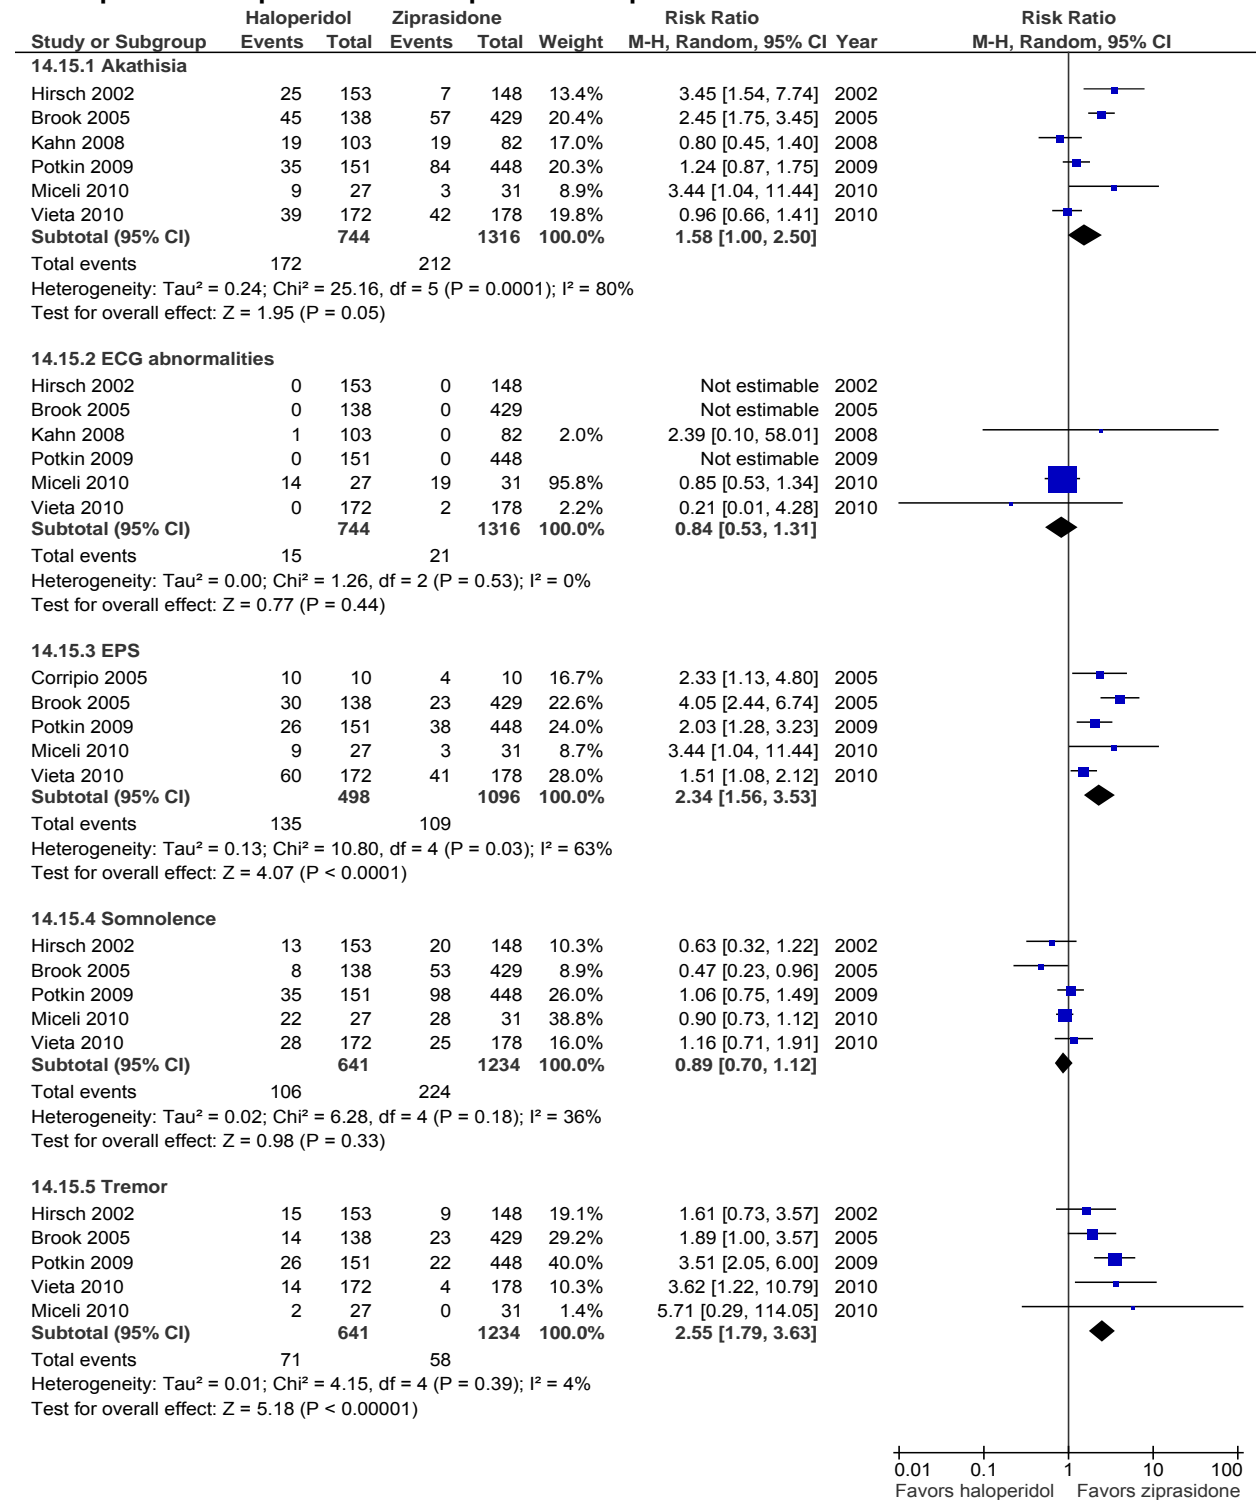 Haloperidol Ziprasidone Risk Ratio Risk Ratio
Study or Subgroup Events Total Events Total Weight M-H, Random, 95% CI Year M-H, Random, 95% CI
14.15.1 Akathisia
Hirsch 2002 25 153 7 148 13.4% 3.45 [1.54, 7.74] 2002
Brook 2005 45 138 57 429 20.4% 2.45 [1.75, 3.45] 2005
Kahn 2008 19 103 19 82 17.0% 0.80 [0.45, 1.40] 2008
Potkin 2009 35 151 84 448 20.3% 1.24 [0.87, 1.75] 2009
Miceli 2010 9 27 3 31 8.9% 3.44 [1.04, 11.44] 2010
Vieta 2010 39 172 42 178 19.8% 0.96 [0.66, 1.41] 2010
Subtotal (95% CI) 744 1316 100.0% 1.58 [1.00, 2.50]
Total events 172 212
Heterogeneity: Tau² = 0.24; Chi² = 25.16, df = 5 (P = 0.0001); I² = 80%
Test for overall effect: Z = 1.95 (P = 0.05)
14.15.2 ECG abnormalities
Hirsch 2002 0 153 0 148 Not estimable 2002
Brook 2005 0 138 0 429 Not estimable 2005
Kahn 2008 1 103 0 82 2.0% 2.39 [0.10, 58.01] 2008
Potkin 2009 0 151 0 448 Not estimable 2009
Miceli 2010 14 27 19 31 95.8% 0.85 [0.53, 1.34] 2010
Vieta 2010 0 172 2 178 2.2% 0.21 [0.01, 4.28] 2010
Subtotal (95% CI) 744 1316 100.0% 0.84 [0.53, 1.31]
Total events 15 21
Heterogeneity: Tau² = 0.00; Chi² = 1.26, df = 2 (P = 0.53); I² = 0%
Test for overall effect: Z = 0.77 (P = 0.44)
14.15.3 EPS
Corripio 2005 10 10 4 10 16.7% 2.33 [1.13, 4.80] 2005
Brook 2005 30 138 23 429 22.6% 4.05 [2.44, 6.74] 2005
Potkin 2009 26 151 38 448 24.0% 2.03 [1.28, 3.23] 2009
Miceli 2010 9 27 3 31 8.7% 3.44 [1.04, 11.44] 2010
Vieta 2010 60 172 41 178 28.0% 1.51 [1.08, 2.12] 2010
Subtotal (95% CI) 498 1096 100.0% 2.34 [1.56, 3.53]
Total events 135 109
Heterogeneity: Tau² = 0.13; Chi² = 10.80, df = 4 (P = 0.03); I² = 63%
Test for overall effect: Z = 4.07 (P < 0.0001)
14.15.4 Somnolence
Hirsch 2002 13 153 20 148 10.3% 0.63 [0.32, 1.22] 2002
Brook 2005 8 138 53 429 8.9% 0.47 [0.23, 0.96] 2005
Potkin 2009 35 151 98 448 26.0% 1.06 [0.75, 1.49] 2009
Miceli 2010 22 27 28 31 38.8% 0.90 [0.73, 1.12] 2010
Vieta 2010 28 172 25 178 16.0% 1.16 [0.71, 1.91] 2010
Subtotal (95% CI) 641 1234 100.0% 0.89 [0.70, 1.12]
Total events 106 224
Heterogeneity: Tau² = 0.02; Chi² = 6.28, df = 4 (P = 0.18); I² = 36%
Test for overall effect: Z = 0.98 (P = 0.33)
14.15.5 Tremor
Hirsch 2002 15 153 9 148 19.1% 1.61 [0.73, 3.57] 2002
Brook 2005 14 138 23 429 29.2% 1.89 [1.00, 3.57] 2005
Potkin 2009 26 151 22 448 40.0% 3.51 [2.05, 6.00] 2009
Vieta 2010 14 172 4 178 10.3% 3.62 [1.22, 10.79] 2010
Miceli 2010 2 27 0 31 1.4% 5.71 [0.29, 114.05] 2010
Subtotal (95% CI) 641 1234 100.0% 2.55 [1.79, 3.63]
Total events 71 58
Heterogeneity: Tau² = 0.01; Chi² = 4.15, df = 4 (P = 0.39); I² = 4%
Test for overall effect: Z = 5.18 (P < 0.00001)
0.01 0.1 1 10 100
Favors haloperidol Favors ziprasidone